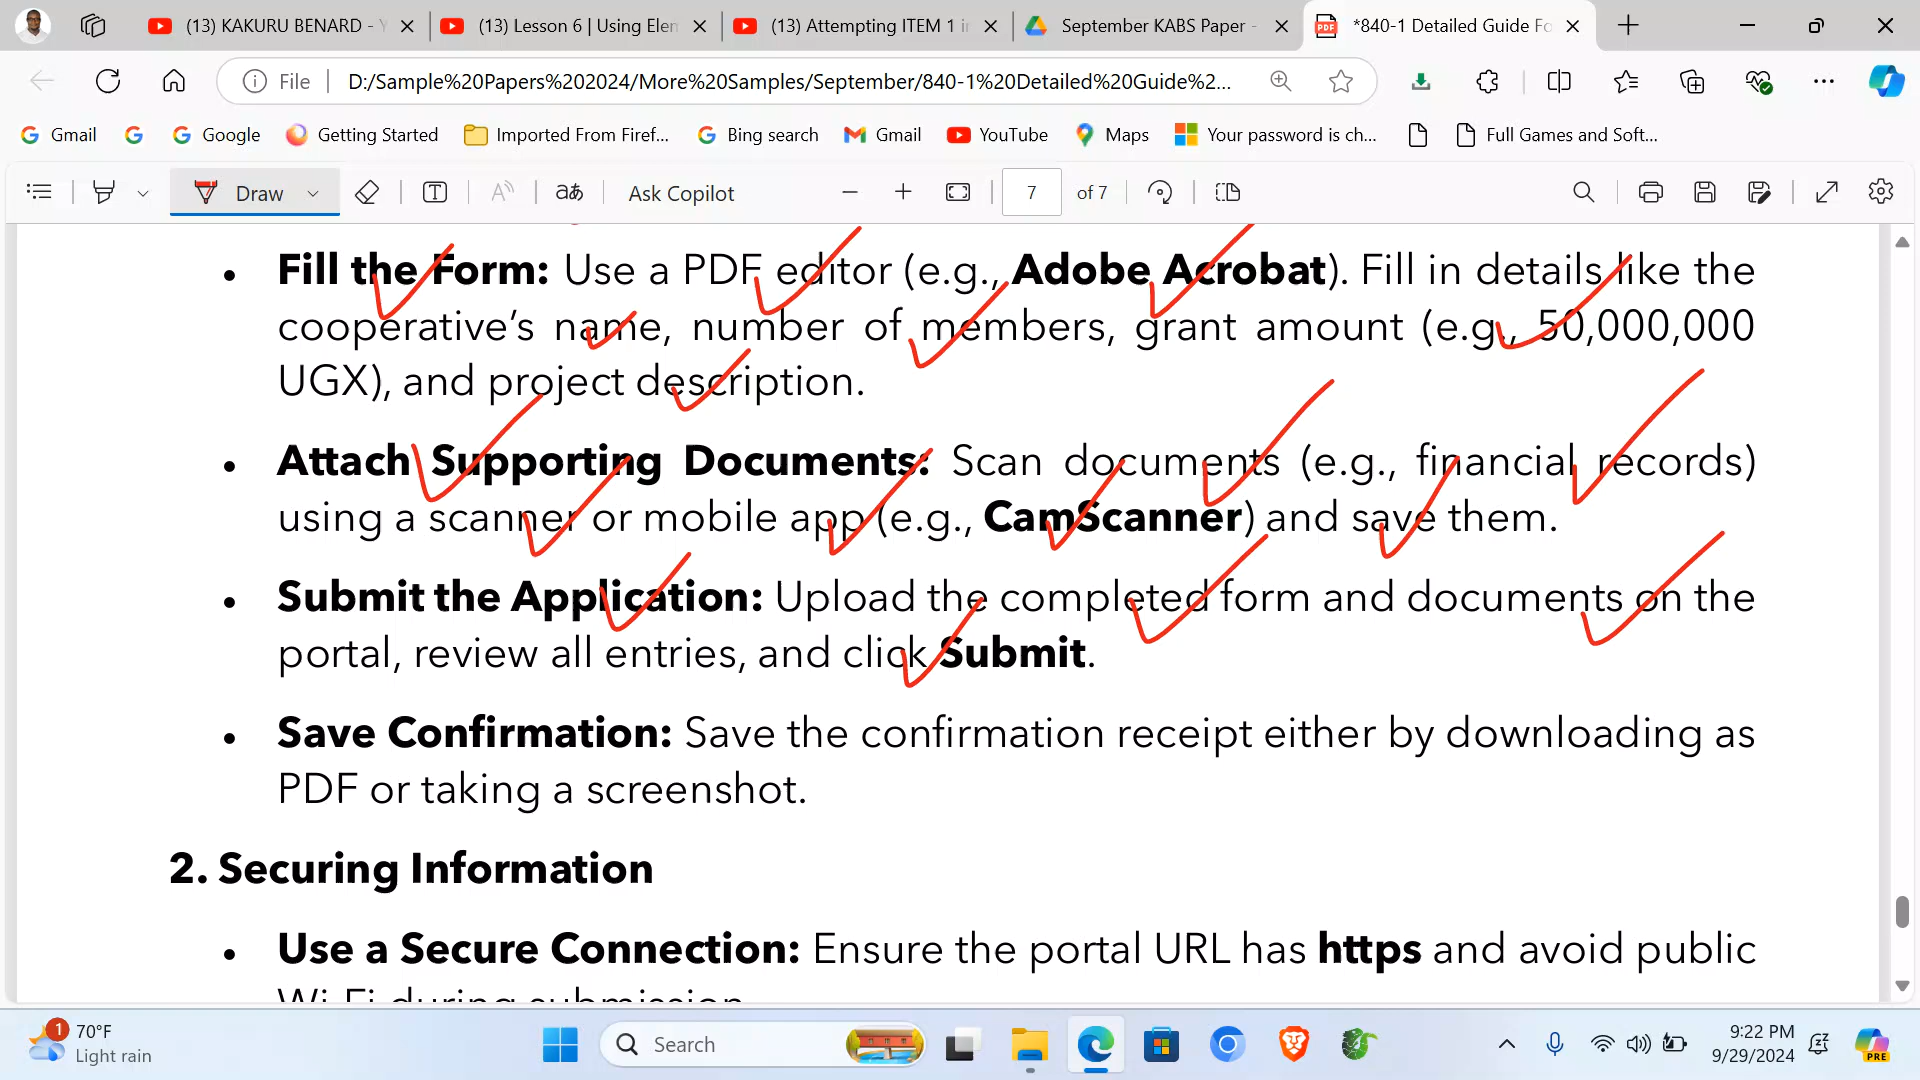 (13) KAKURU BENARD - Y
(13) Lesson 6 | Using Elen
(13) Attempting ITEM 1 i
September KABS Paper -
*840-1 Detailed Guide Fo
File
D:/Sample%20Papers%202024/More%20Samples/September/840-1%20Detailed%20Guide%2...
Gmail
Google
Getting Started
Imported From Firef...
Bing search
Gmail
YouTube
Maps
Your password is ch...
Full Games and Soft...
Draw
aあ
Ask Copilot
7
of 7
• Fill the Form: Use a PDF editor (e.g., Adobe Acrobat). Fill in details like the
cooperative’s name, number of members, grant amount (e.g., 50,000,000
UGX), and project description.
• Attach Supporting Documents: Scan documents (e.g., financial records)
using a scanner or mobile app (e.g., CamScanner) and save them.
• Submit the Application: Upload the completed form and documents on the
portal, review all entries, and click Submit.
• Save Confirmation: Save the confirmation receipt either by downloading as
PDF or taking a screenshot.
2. Securing Information
• Use a Secure Connection: Ensure the portal URL has https and avoid public
Wi-Fi during submission.
1
70°F
Light rain
Search
9:22 PM
9/29/2024
PRE